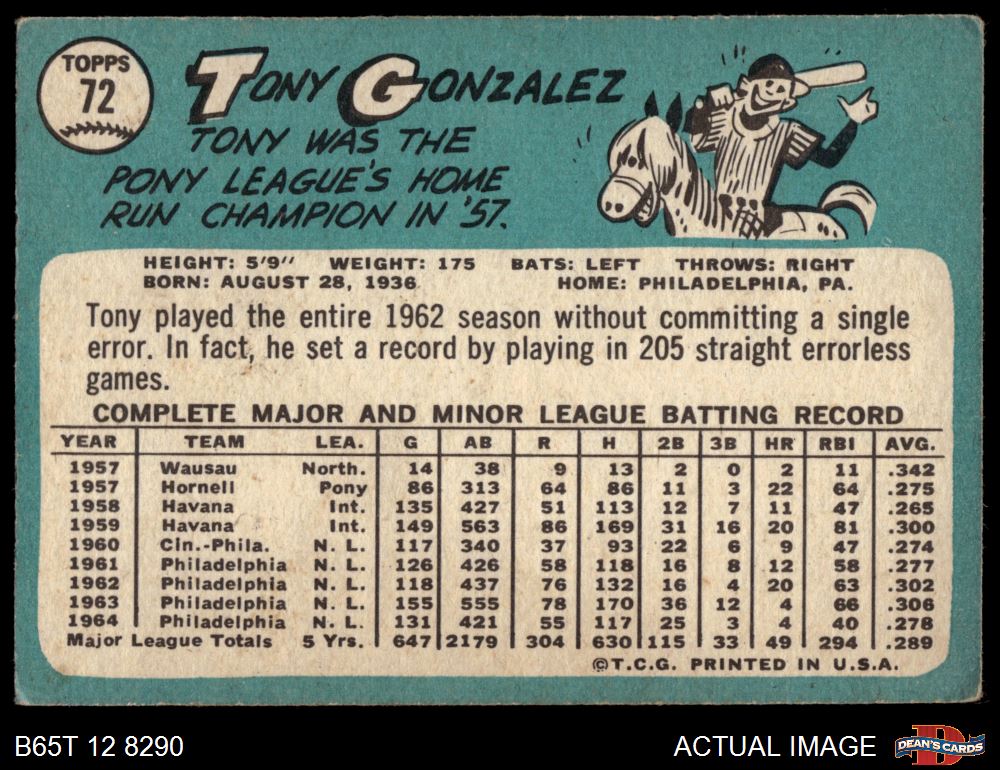 TOPPS
72
TONY GONZALEZ
TONY WAS THE
PONY LEAGUE'S HOME
RUN CHAMPION IN '57.
HEIGHT: 5'9" WEIGHT: 175 BATS: LEFT THROWS: RIGHT
BORN: AUGUST 28, 1936 HOME: PHILADELPHIA, PA.
Tony played the entire 1962 season without committing a single
error. In fact, he set a record by playing in 205 straight errorless
games.
COMPLETE MAJOR AND MINOR LEAGUE BATTING RECORD
YEAR TEAM LEA. G AB R H 2B 3B HR RBI AVG.
1957 Wausau North. 14 38 9 13 2 0 2 11 .342
1957 Hornell Pony 86 313 64 86 11 3 22 64 .275
1958 Havana Int. 135 427 51 113 12 7 11 47 .265
1959 Havana Int. 149 563 86 169 31 16 20 81 .300
1960 Cin.-Phila. N. L. 117 340 37 93 22 6 9 47 .274
1961 Philadelphia N. L. 126 426 58 118 16 8 12 58 .277
1962 Philadelphia N. L. 118 437 76 132 16 4 20 63 .302
1963 Philadelphia N. L. 155 555 78 170 36 12 4 66 .306
1964 Philadelphia N. L. 131 421 55 117 25 3 4 40 .278
Major League Totals 5 Yrs. 647 2179 304 630 115 33 49 294 .289
©T.C.G. PRINTED IN U.S.A.
B65T 12 8290
ACTUAL IMAGE
D
DEAN'S CARDS